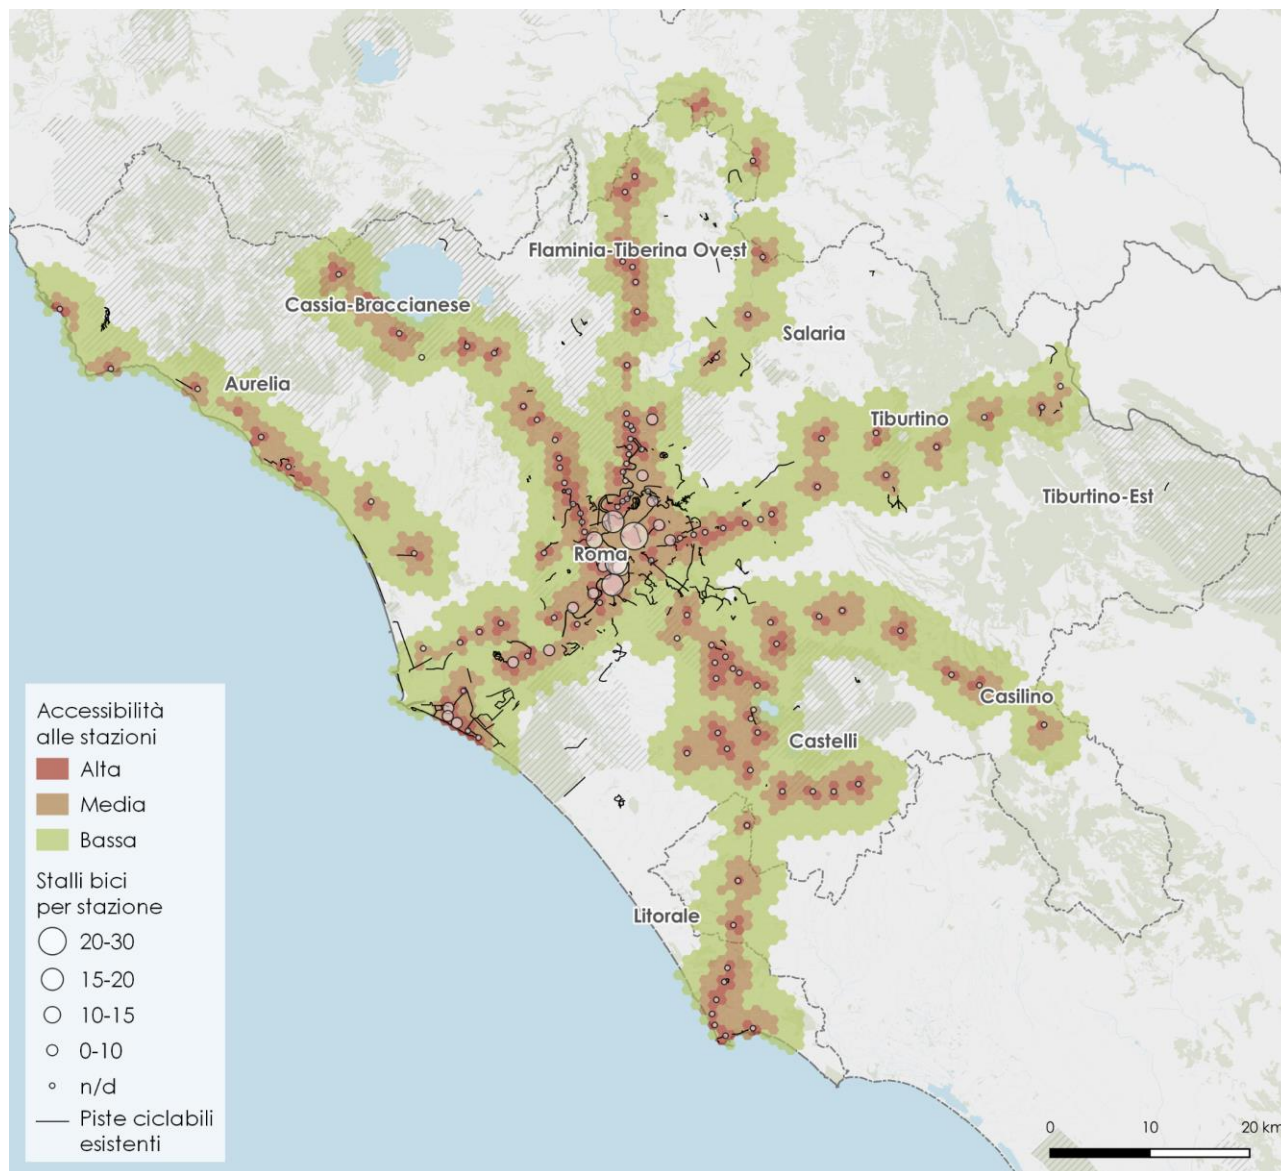 Flaminia-Tiberina Ovest
Cassia-Braccianese
Salaria
Aurelia
Tiburtino
Tiburtino-Est
Roma
Casilino
Castelli
Litorale
Accessibilità
alle stazioni
Alta
Media
Bassa
Stalli bici
per stazione
20-30
15-20
10-15
0-10
n/d
Piste ciclabili
esistenti
0 10 20 km